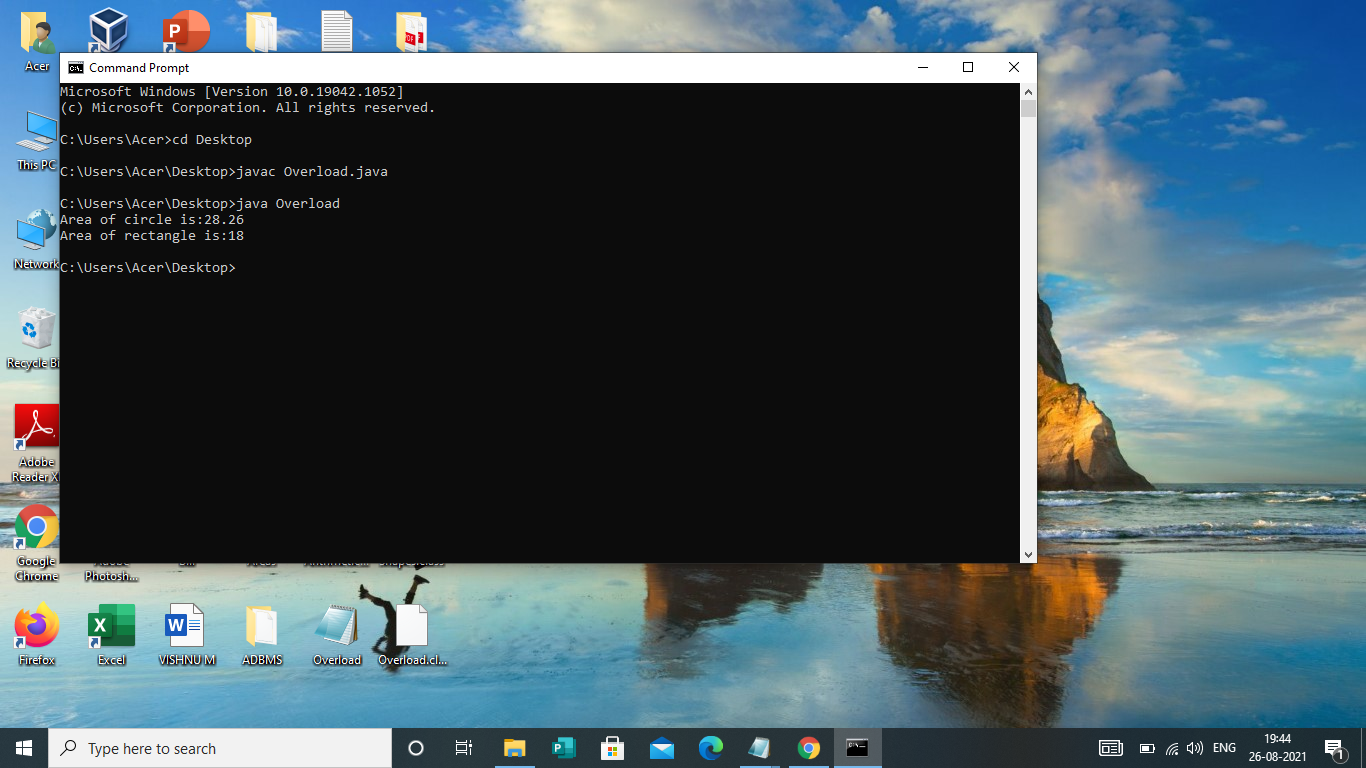 Acer
Command Prompt
Microsoft Windows [Version 10.0.19042.1052]
(c) Microsoft Corporation. All rights reserved.
C:\Users\Acer>cd Desktop
C:\Users\Acer\Desktop>javac Overload.java
C:\Users\Acer\Desktop>java Overload
Area of circle is:28.26
Area of rectangle is:18
C:\Users\Acer\Desktop>
This PC
Network
Recycle Bi
Adobe
Reader X
Google
Chrome
Photosh...
Firefox
Excel
VISHNU M
ADBMS
Overload
Overload.cl...
Type here to search
ENG
19:44
26-08-2021
1